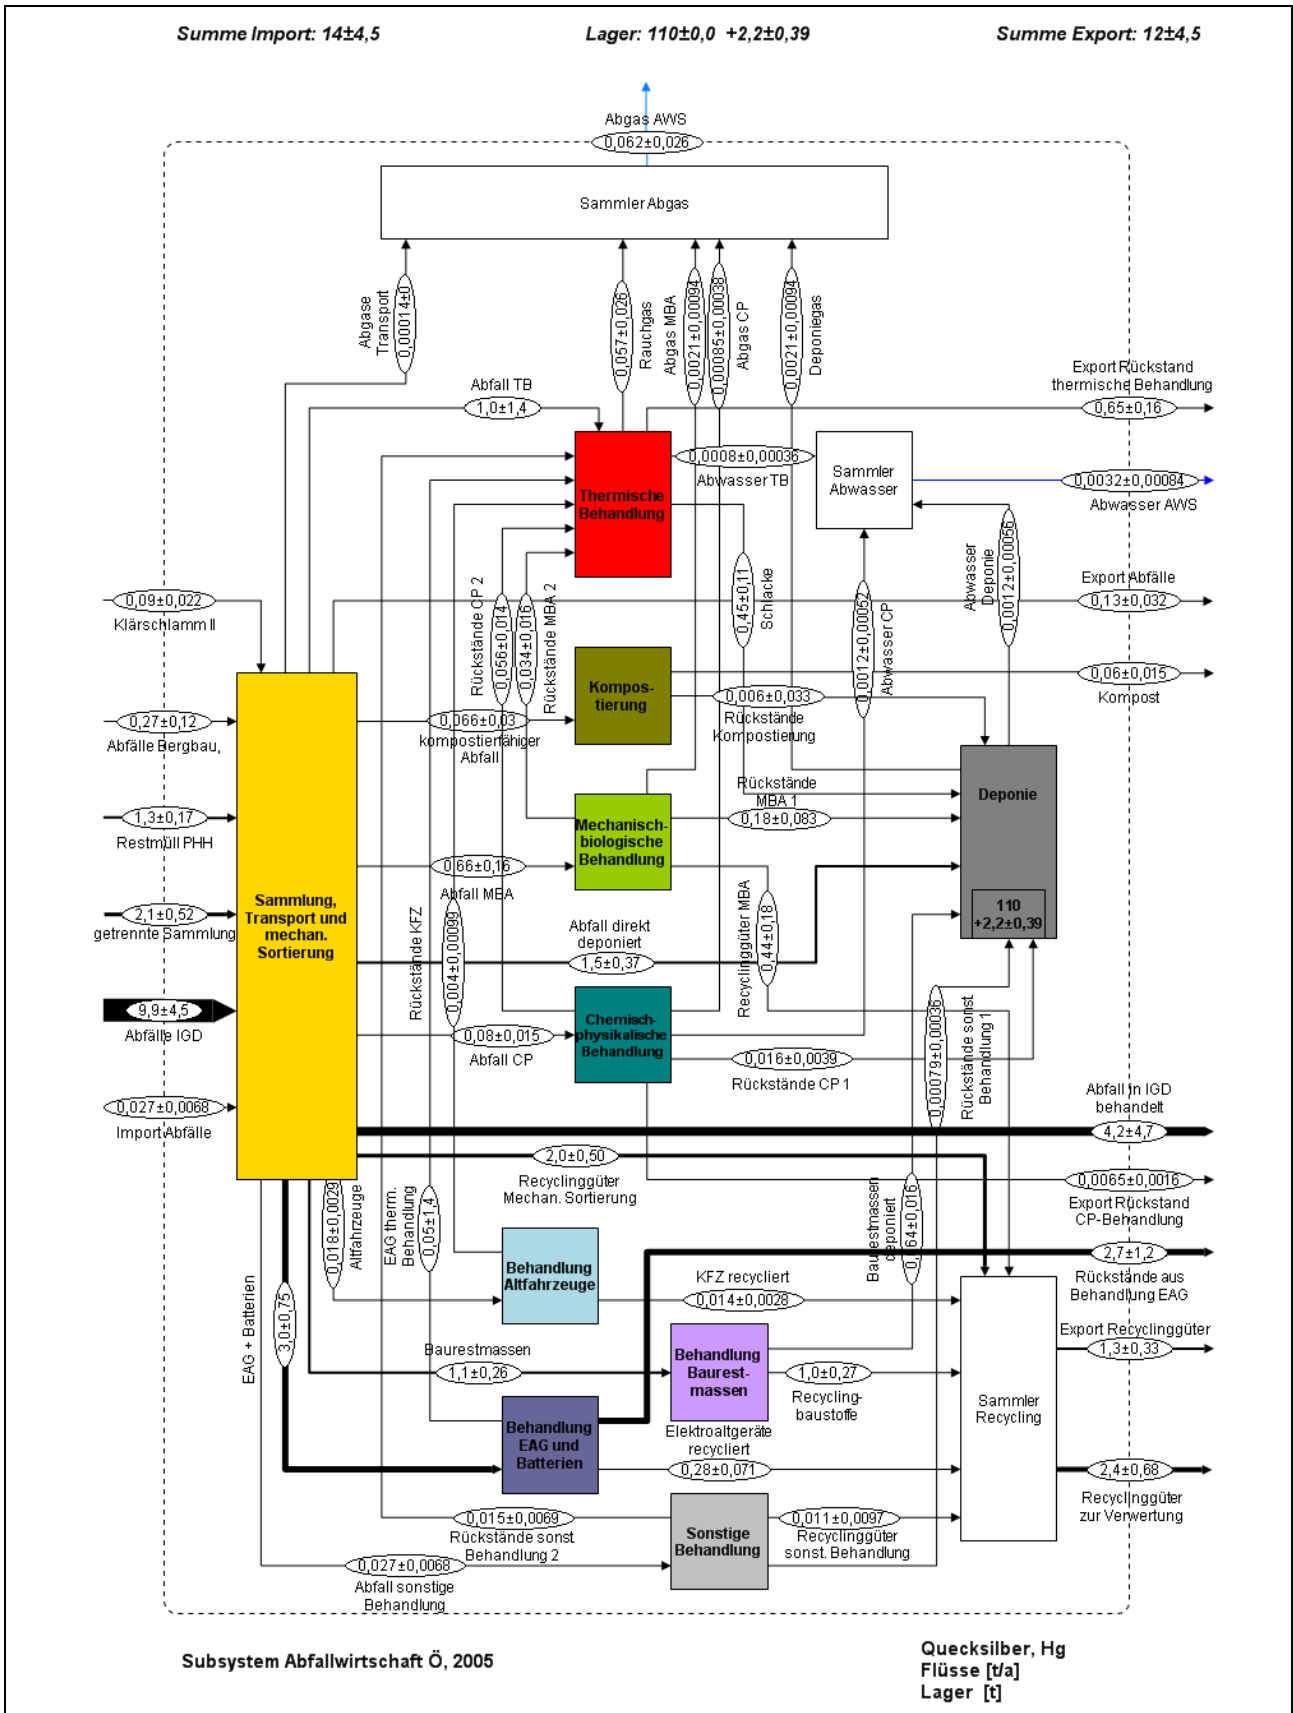 Summe Import: 14±4,5
Lager: 110±0,0 +2,2±0,39
Summe Export: 12±4,5
Abgas AWS
0,062±0,026
Sammler Abgas
Abgase
Transport
0,00014±0
0,057±0,026
Rauchgas
Abgas MBA
0,0021±0,00094
0,00085±0,00038
Abgas CP
0,0021±0,00094
Deponiegas
Export Rückstand
thermische Behandlung
0,65±0,16
Abfall TB
1,0±1,4
Thermische
Behandlung
0,0008±0,00036
Abwasser TB
Sammler
Abwasser
0,0032±0,00084
Abwasser AWS
Abwasser
Deponie
0,0012±0,00056
Export Abfälle
0,13±0,032
0,09±0,022
Klärschlamm II
Rückstände CP 2
0,056±0,014
0,034±0,016
Rückstände MBA 2
0,45±0,11
Schlacke
0,0012±0,00052
Abwasser CP
Kompos-
tierung
0,06±0,015
Kompost
0,006±0,033
Rückstände
Kompostierung
0,27±0,12
Abfälle Bergbau,
0,066±0,03
kompostierfähiger
Abfall
Deponie
110
+2,2±0,39
Rückstände
MBA 1
0,18±0,083
Mechanisch-
biologische
Behandlung
1,3±0,17
Restmüll PHH
0,66±0,16
Abfall MBA
Sammlung,
Transport und
mechan.
Sortierung
2,1±0,52
getrennte Sammlung
Rückstände KFZ
0,004±0,00099
Abfall direkt
deponiert
1,5±0,37
Recyclinggüter MBA
0,44±0,18
9,9±4,5
Abfälle IGD
0,08±0,015
Abfall CP
Chemisch-
physikalische
Behandlung
0,016±0,0039
Rückstände CP 1
0,00079±0,00036
Rückstände sonst
Behandlung 1
0,027±0,0068
Import Abfälle
Abfall in IGD
behandelt
4,2±4,7
2,0±0,50
Recyclinggüter
Mechan. Sortierung
0,0065±0,0016
Export Rückstand
CP-Behandlung
0,018±0,0029
Altfahrzeuge
EAG therm.
Behandlung
0,05±1,4
Baurestmassen
deponiert
0,064±0,016
2,7±1,2
Rückstände aus
Behandlung EAG
Behandlung
Altfahrzeuge
KFZ recycliert
0,014±0,0028
EAG + Batterien
3,0±0,75
Baurestmassen
1,1±0,26
Behandlung
Baurest-
massen
1,0±0,27
Recycling-
baustoffe
Export Recyclinggüter
1,3±0,33
Sammler
Recycling
Behandlung
EAG und
Batterien
Elektroaltgeräte
recycliert
0,28±0,071
2,4±0,68
Recyclinggüter
zur Verwertung
0,015±0,0069
Rückstände sonst.
Behandlung 2
Sonstige
Behandlung
0,011±0,0097
Recyclinggüter
sonst. Behandlung
0,027±0,0068
Abfall sonstige
Behandlung
Subsystem Abfallwirtschaft Ö, 2005
Quecksilber, Hg
Flüsse [t/a]
Lager [t]